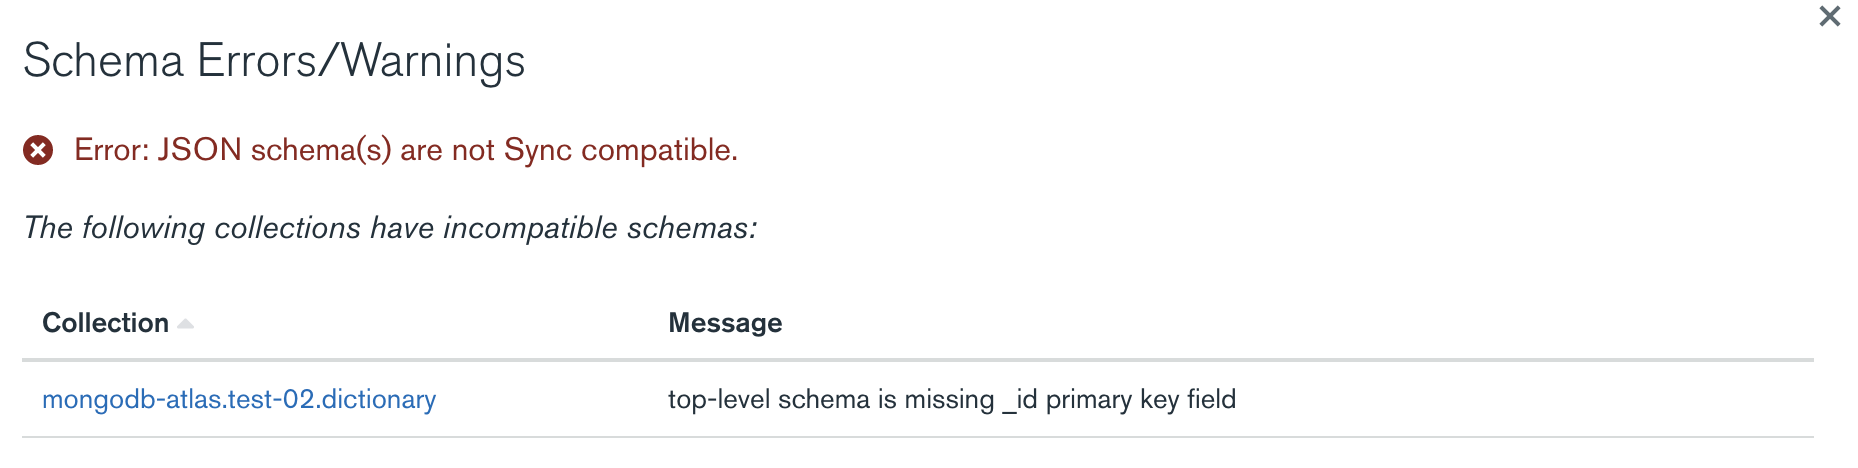 Schema Errors/Warnings
Error: JSON schema(s) are not Sync compatible.
The following collections have incompatible schemas:
Collection Message
mongodb-atlas.test-02.dictionary top-level schema is missing _id primary key field